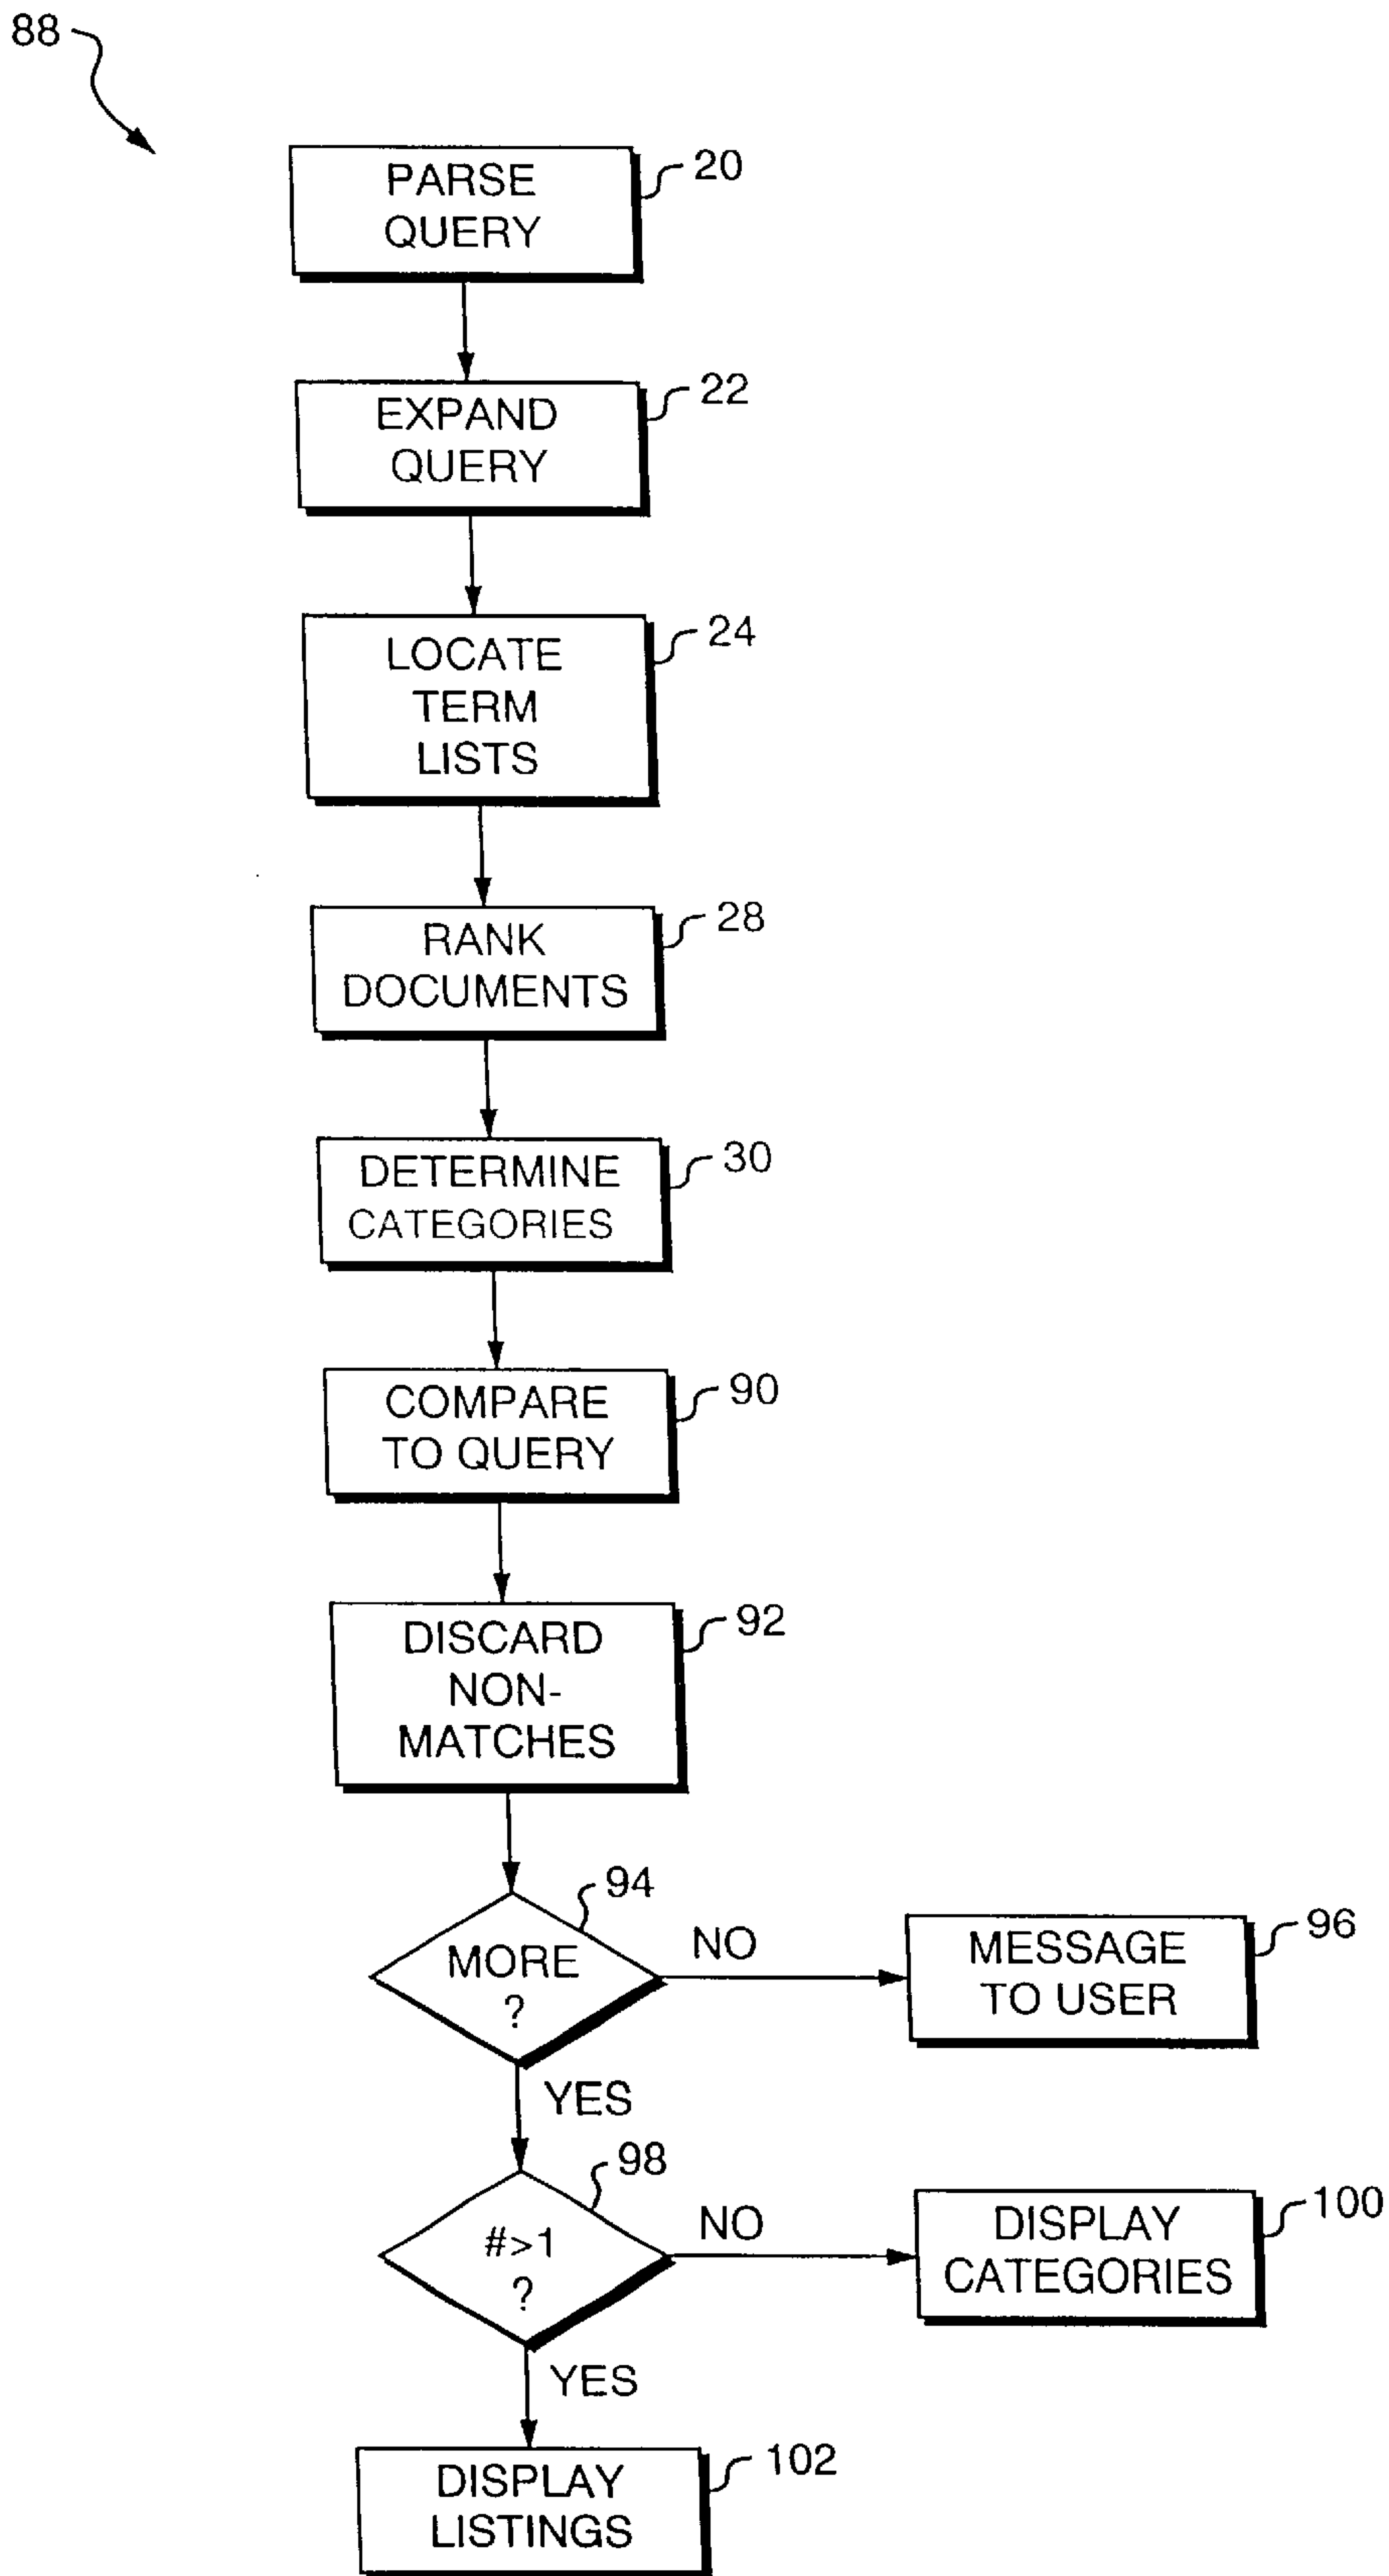 88
PARSE
QUERY
20
EXPAND
QUERY
22
LOCATE
TERM
LISTS
24
RANK
DOCUMENTS
28
DETERMINE
CATEGORIES
30
COMPARE
TO QUERY
90
DISCARD
NON-
MATCHES
92
94
MORE
?
NO
MESSAGE
TO USER
96
YES
98
#>1
?
NO
DISPLAY
CATEGORIES
100
YES
DISPLAY
LISTINGS
102